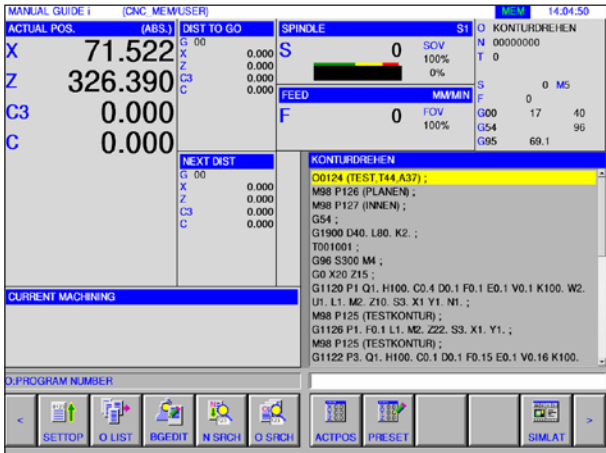 MANUAL GUIDE i (CNC_MEM/USER) MEM 14:04:50
ACTUAL POS. (ABS.)
X 71.522
Z 326.390
C3 0.000
C 0.000
DIST TO GO
G 00
X 0.000
Z 0.000
C3 0.000
C 0.000
SPINDLE S1
S 0 SOV
100%
0%
FEED MM/MIN
F 0 FOV
100%
O KONTURDREHEN
N 00000000
T 0
S 0 M5
F 0
G00 17 40
G54 96
G95 69.1
NEXT DIST
G 00
X 0.000
Z 0.000
C3 0.000
C 0.000
CURRENT MACHINING
KONTURDREHEN
O0124 (TEST,T44,A37) ;
M98 P126 (PLANEN) ;
M98 P127 (INNEN) ;
G54 ;
G1900 D40. L80. K2. ;
T001001 ;
G96 S300 M4 ;
G0 X20 Z15 ;
G1120 P1 Q1. H100. C0.4 D0.1 F0.1 E0.1 V0.1 K100. W2.
U1. L1. M2. Z10. S3. X1 Y1. N1. ;
M98 P125 (TESTKONTUR) ;
G1126 P1. F0.1 L1. M2. Z22. S3. X1. Y1. ;
M98 P125 (TESTKONTUR) ;
G1122 P3. Q1. H100. C0.1 D0.1 F0.15 E0.1 V0.16 K100.
O:PROGRAM NUMBER
< SETTOP O LIST BGEDIT N SRCH O SRCH ACTPOS PRESET SIMLAT >